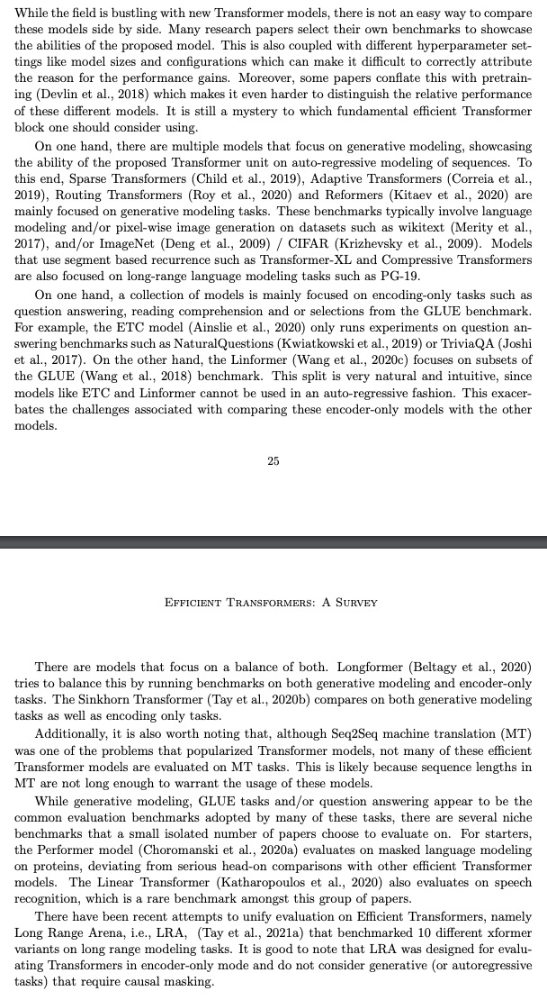 While the field is bustling with new Transformer models, there is not an easy way to compare
these models side by side. Many research papers select their own benchmarks to showcase
the abilities of the proposed model. This is also coupled with different hyperparameter set-
tings like model sizes and configurations which can make it difficult to correctly attribute
the reason for the performance gains. Moreover, some papers conflate this with pretrain-
ing (Devlin et al., 2018) which makes it even harder to distinguish the relative performance
of these different models. It is still a mystery to which fundamental efficient Transformer
block one should consider using.
On one hand, there are multiple models that focus on generative modeling, showcasing
the ability of the proposed Transformer unit on auto-regressive modeling of sequences. To
this end, Sparse Transformers (Child et al., 2019), Adaptive Transformers (Correia et al.,
2019), Routing Transformers (Roy et al., 2020) and Reformers (Kitaev et al., 2020) are
mainly focused on generative modeling tasks. These benchmarks typically involve language
modeling and/or pixel-wise image generation on datasets such as wikitext (Merity et al.,
2017), and/or ImageNet (Deng et al., 2009) / CIFAR (Krizhevsky et al., 2009). Models
that use segment based recurrence such as Transformer-XL and Compressive Transformers
are also focused on long-range language modeling tasks such as PG-19.
On one hand, a collection of models is mainly focused on encoding-only tasks such as
question answering, reading comprehension and or selections from the GLUE benchmark.
For example, the ETC model (Ainslie et al., 2020) only runs experiments on question an-
swering benchmarks such as NaturalQuestions (Kwiatkowski et al., 2019) or TriviaQA (Joshi
et al., 2017). On the other hand, the Linformer (Wang et al., 2020c) focuses on subsets of
the GLUE (Wang et al., 2018) benchmark. This split is very natural and intuitive, since
models like ETC and Linformer cannot be used in an auto-regressive fashion. This exacer-
bates the challenges associated with comparing these encoder-only models with the other
models.
25
EFFICIENT TRANSFORMERS: A SURVEY
There are models that focus on a balance of both. Longformer (Beltagy et al., 2020)
tries to balance this by running benchmarks on both generative modeling and encoder-only
tasks. The Sinkhorn Transformer (Tay et al., 2020b) compares on both generative modeling
tasks as well as encoding only tasks.
Additionally, it is also worth noting that, although Seq2Seq machine translation (MT)
was one of the problems that popularized Transformer models, not many of these efficient
Transformer models are evaluated on MT tasks. This is likely because sequence lengths in
MT are not long enough to warrant the usage of these models.
While generative modeling, GLUE tasks and/or question answering appear to be the
common evaluation benchmarks adopted by many of these tasks, there are several niche
benchmarks that a small isolated number of papers choose to evaluate on. For starters,
the Performer model (Choromanski et al., 2020a) evaluates on masked language modeling
on proteins, deviating from serious head-on comparisons with other efficient Transformer
models. The Linear Transformer (Katharopoulos et al., 2020) also evaluates on speech
recognition, which is a rare benchmark amongst this group of papers.
There have been recent attempts to unify evaluation on Efficient Transformers, namely
Long Range Arena, i.e., LRA, (Tay et al., 2021a) that benchmarked 10 different xformer
variants on long range modeling tasks. It is good to note that LRA was designed for evalu-
ating Transformers in encoder-only mode and do not consider generative (or autoregressive
tasks) that require causal masking.